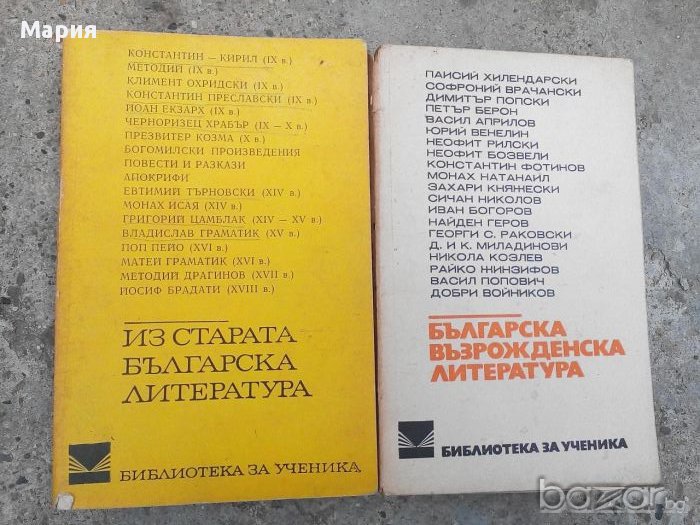 Мария
КОНСТАНТИН — КИРИЛ (IX в.)
МЕТОДИЙ (IX в.)
КЛИМЕНТ ОХРИДСКИ (IX в.)
КОНСТАНТИН ПРЕСЛАВСКИ (IX в.)
ЙОАН ЕКЗАРХ (IX в.)
ЧЕРНОРИЗЕЦ ХРАБЪР (IX — X в.)
ПРЕЗВИТЕР КОЗМА (X в.)
БОГОМИЛСКИ ПРОИЗВЕДЕНИЯ
ПОВЕСТИ И РАЗКАЗИ
АПОКРИФИ
ЕВТИМИЙ ТЪРНОВСКИ (XIV в.)
МОНАХ ИСАЯ (XIV в.)
ГРИГОРИЙ ЦАМБЛАК (XIV — XV в.)
ВЛАДИСЛАВ ГРАМАТИК (XV в.)
ПОП ПЕЙО (XVI в.)
МАТЕЙ ГРАМАТИК (XVI в.)
МЕТОДИЙ ДРАГИНОВ (XVII в.)
ЙОСИФ БРАДАТИ (XVIII в.)
ИЗ СТАРАТА
БЪЛГАРСКА
ЛИТЕРАТУРА
БИБЛИОТЕКА ЗА УЧЕНИКА
ПАИСИЙ ХИЛЕНДАРСКИ
СОФРОНИЙ ВРАЧАНСКИ
ДИМИТЪР ПОПСКИ
ПЕТЪР БЕРОН
ВАСИЛ АПРИЛОВ
ЮРИЙ ВЕНЕЛИН
НЕОФИТ РИЛСКИ
НЕОФИТ БОЗВЕЛИ
КОНСТАНТИН ФОТИНОВ
МОНАХ НАТАНАИЛ
ЗАХАРИ КНЯЖЕСКИ
СИЧАН НИКОЛОВ
ИВАН БОГОРОВ
НАЙДЕН ГЕРОВ
ГЕОРГИ С. РАКОВСКИ
Д. И К. МИЛАДИНОВИ
НИКОЛА КОЗЛЕВ
РАЙКО ЖИНЗИФОВ
ВАСИЛ ПОПОВИЧ
ДОБРИ ВОЙНИКОВ
БЪЛГАРСКА
ВЪЗРОЖДЕНСКА
ЛИТЕРАТУРА
БИБЛИОТЕКА ЗА УЧЕНИКА
bazar.bg